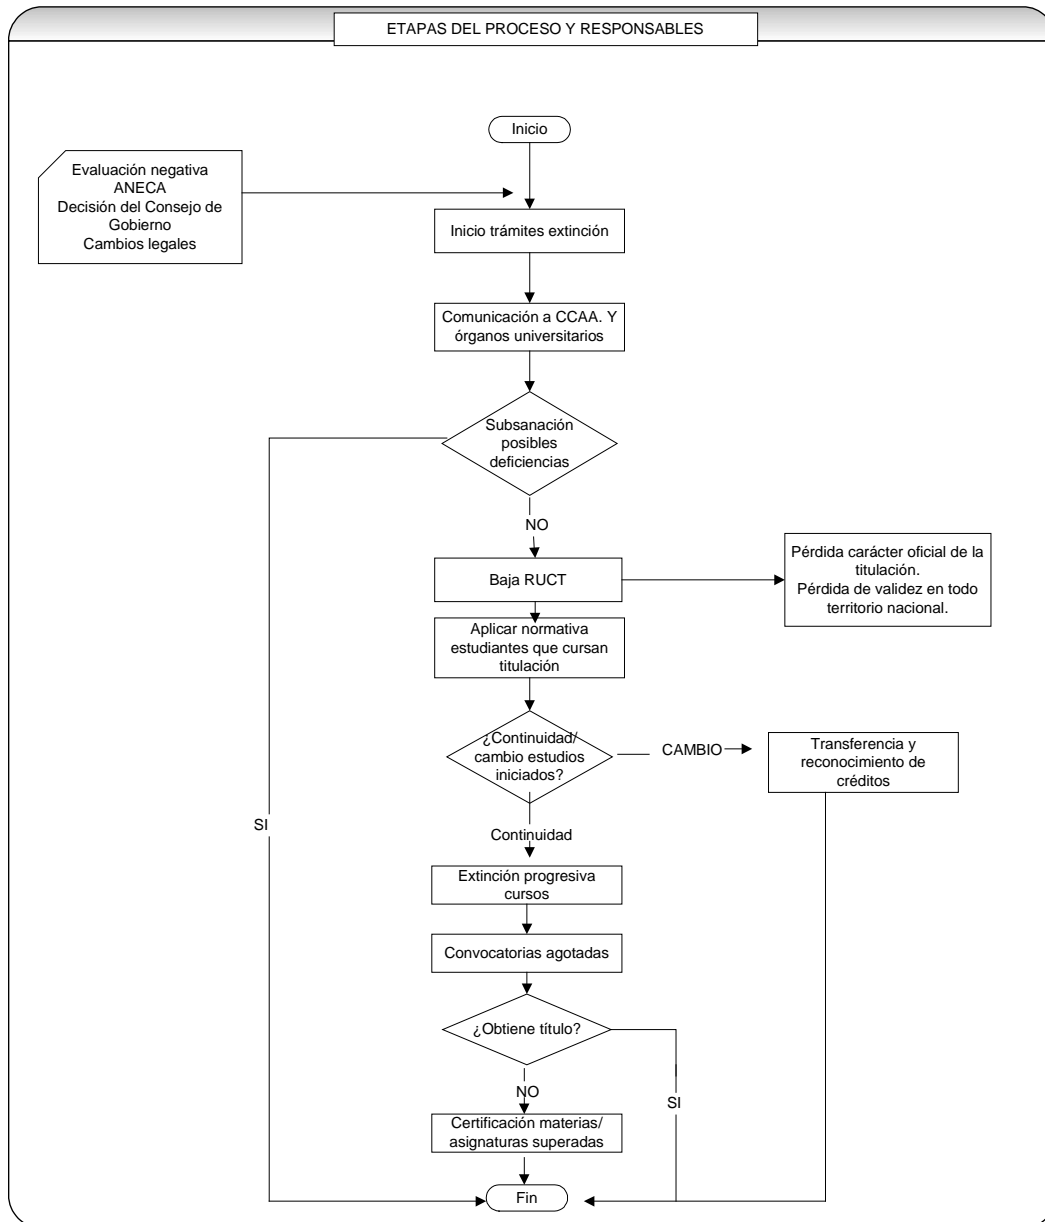 ETAPAS DEL PROCESO Y RESPONSABLES
Inicio
Evaluación negativa
ANECA
Decisión del Consejo de
Gobierno
Cambios legales
Inicio trámites extinción
Comunicación a CCAA. Y
órganos universitarios
Subsanación
posibles
deficiencias
NO
Baja RUCT
Pérdida carácter oficial de la
titulación.
Pérdida de validez en todo
territorio nacional.
Aplicar normativa
estudiantes que cursan
titulación
¿Continuidad/
cambio estudios
iniciados?
CAMBIO
Transferencia y
reconocimiento de
créditos
SI
Continuidad
Extinción progresiva
cursos
Convocatorias agotadas
¿Obtiene título?
NO
SI
Certificación materias/
asignaturas superadas
Fin